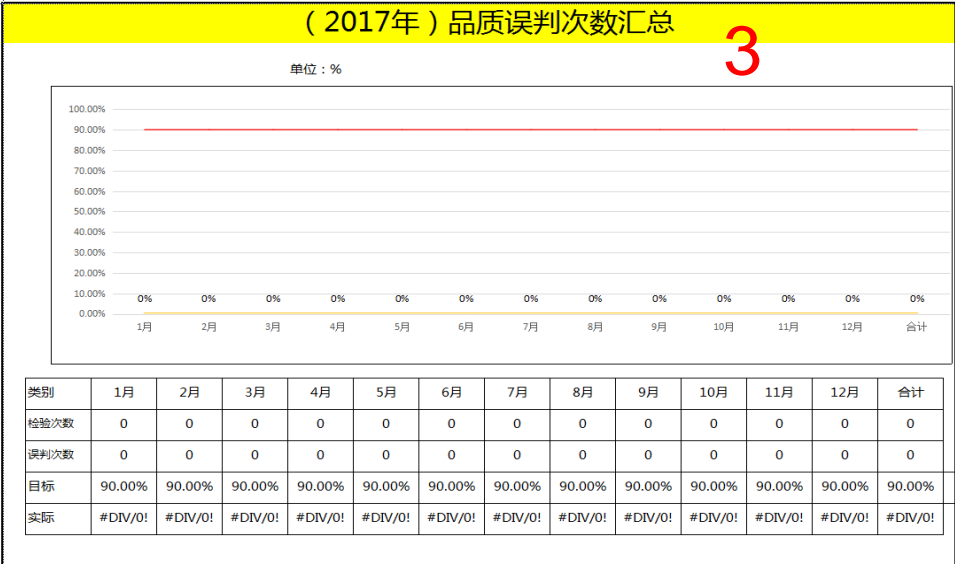 （2017年）品质误判次数汇总
3
单位：%
100.00%
90.00%
80.00%
70.00%
60.00%
50.00%
40.00%
30.00%
20.00%
10.00%
0.00%
0% 0% 0% 0% 0% 0% 0% 0% 0% 0% 0% 0% 0%
1月 2月 3月 4月 5月 6月 7月 8月 9月 10月 11月 12月 合计
类别 1月 2月 3月 4月 5月 6月 7月 8月 9月 10月 11月 12月 合计
检验次数 0 0 0 0 0 0 0 0 0 0 0 0 0
误判次数 0 0 0 0 0 0 0 0 0 0 0 0 0
目标 90.00% 90.00% 90.00% 90.00% 90.00% 90.00% 90.00% 90.00% 90.00% 90.00% 90.00% 90.00% 90.00%
实际 #DIV/0! #DIV/0! #DIV/0! #DIV/0! #DIV/0! #DIV/0! #DIV/0! #DIV/0! #DIV/0! #DIV/0! #DIV/0! #DIV/0! #DIV/0!